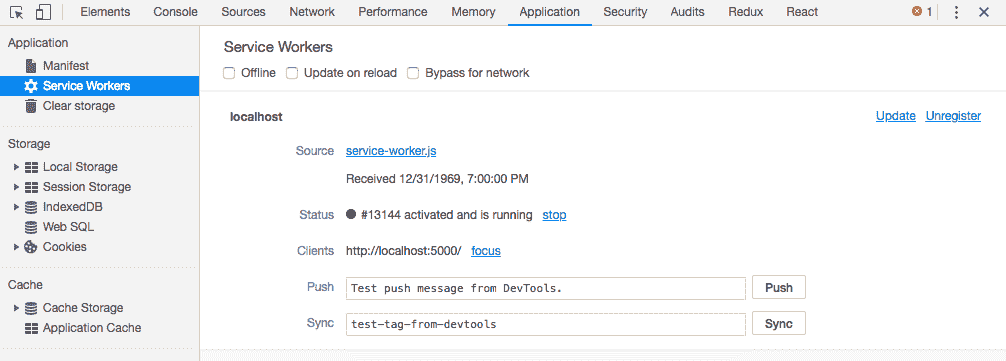 Elements Console Sources Network Performance Memory Application Security Audits Redux React 1
Application
Manifest
Service Workers
Clear storage
Storage
Local Storage
Session Storage
IndexedDB
Web SQL
Cookies
Cache
Cache Storage
Application Cache
Service Workers
Offline Update on reload Bypass for network
localhost Update Unregister
Source service-worker.js
Received 12/31/1969, 7:00:00 PM
Status #13144 activated and is running stop
Clients http://localhost:5000/ focus
Push Test push message from DevTools. Push
Sync test-tag-from-devtools Sync